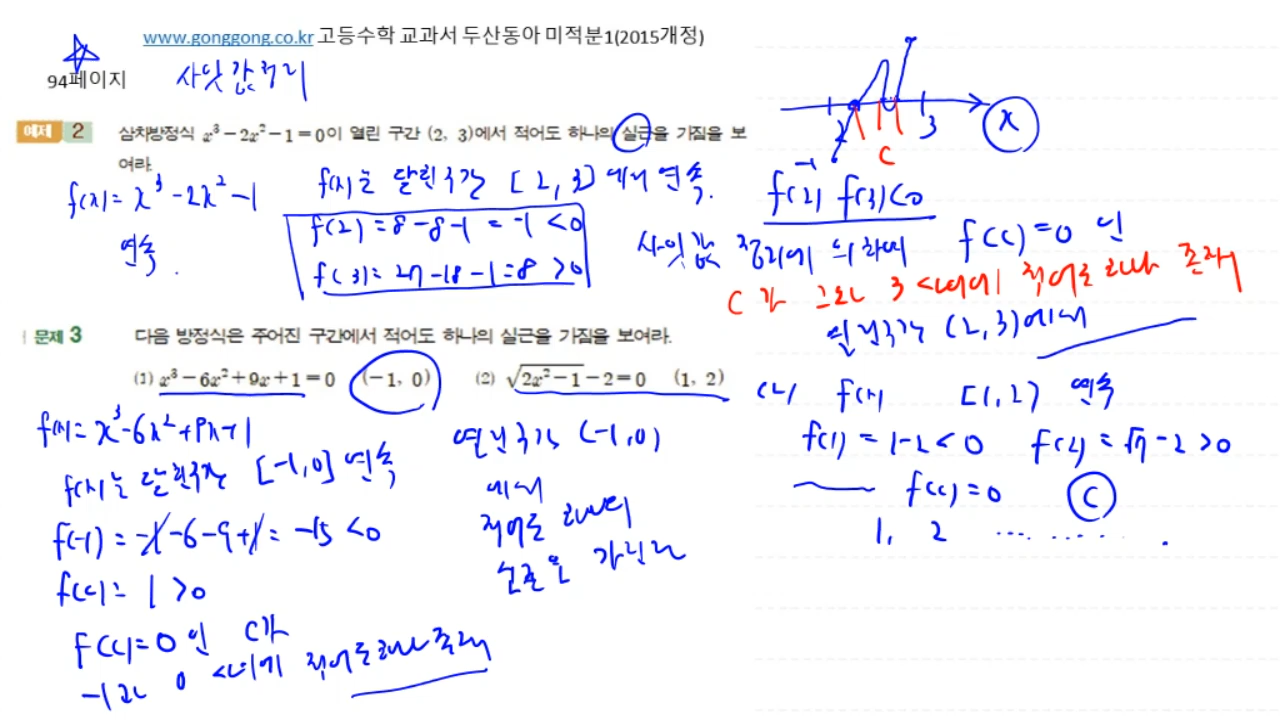 www.gonggong.co.kr 고등수학 교과서 두산동아 미적분1(2015개정)
94페이지
사잇값 정리
예제 2 삼차방정식 x³-2x²-1=0이 열린 구간 (2, 3)에서 적어도 하나의 실근을 가짐을 보
여라.
f(x)= x³-2x²-1
연속.
f(x)는 닫힌구간 [2, 3]에서 연속.
f(2)=8-8-1=-1<0
f(3)=27-18-1=8>0
2 3 x
-1
c
f(2) f(3)<0
사잇값 정리에 의하여 f(c)=0 인
c가 2와 3 사이에 적어도 하나 존재
열린구간 (2,3)에서
문제 3 다음 방정식은 주어진 구간에서 적어도 하나의 실근을 가짐을 보여라.
(1) x³-6x²+9x+1=0 (-1, 0) (2) √2x²-1-2=0 (1, 2)
f(x)=x³-6x²+9x+1
f(x)는 닫힌구간 [-1,0] 연속
f(-1)=-1-6-9+1=-15<0
1>0
f(c)=0 인 c가
-1과 0 사이에 적어도 하나 존재
열린구간 (-1,0)
에서
적어도 하나의
실근을 가진다
(2) f(x) [1,2] 연속
f(1)=1-2<0 f(2)=√7-2>0
f(c)=0 c
1, 2 ........